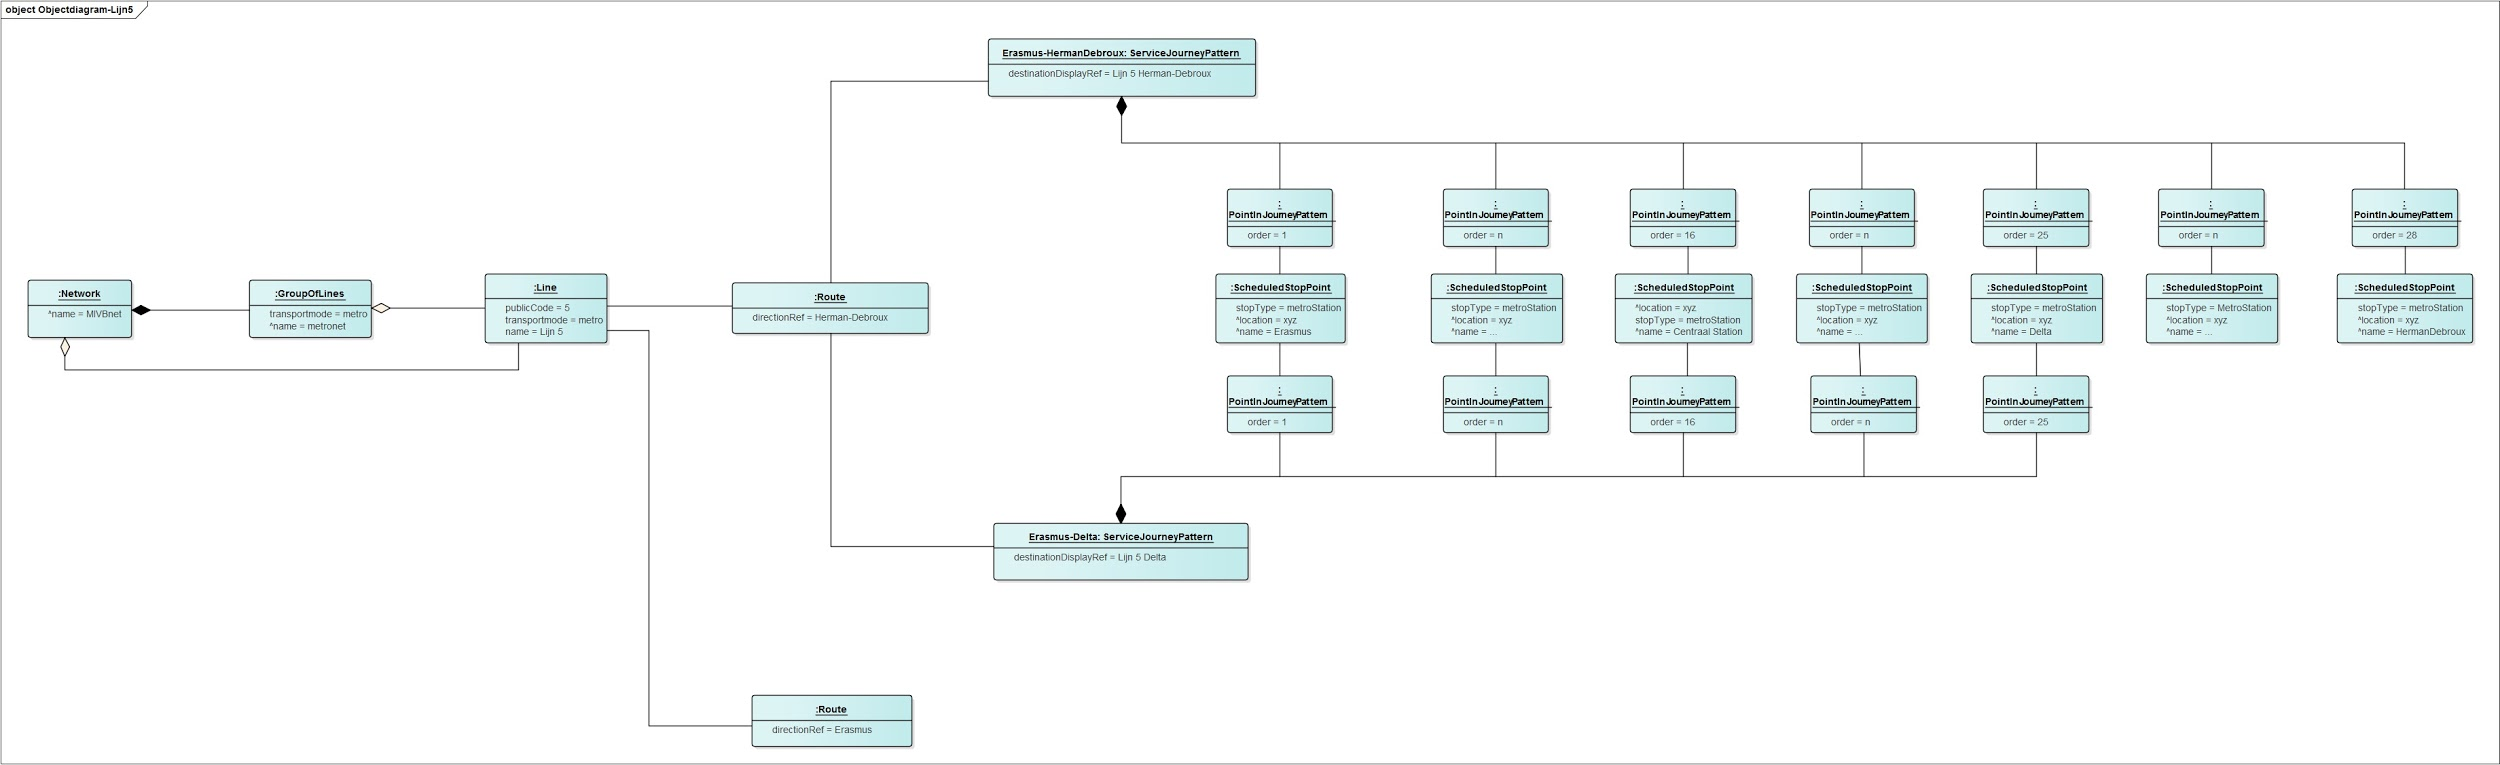 object Objectdiagram-Lijn5
Erasmus-HermanDebroux: ServiceJourneyPattern
destinationDisplayRef = Lijn 5 Herman-Debroux
:
PointInJourneyPattern
order = 1
:
PointInJourneyPattern
order = n
:
PointInJourneyPattern
order = 16
:
PointInJourneyPattern
order = n
:
PointInJourneyPattern
order = 25
:
PointInJourneyPattern
order = n
:
PointInJourneyPattern
order = 28
:Network
^name = MIVBnet
:GroupOfLines
transportmode = metro
^name = metronet
:Line
publicCode = 5
transportmode = metro
name = Lijn 5
:Route
directionRef = Herman-Debroux
:ScheduledStopPoint
stopType = metroStation
^location = xyz
^name = Erasmus
:ScheduledStopPoint
stopType = metroStation
^location = xyz
^name = ...
:ScheduledStopPoint
^location = xyz
stopType = metroStation
^name = Centraal Station
:ScheduledStopPoint
stopType = metroStation
^location = xyz
^name = ...
:ScheduledStopPoint
stopType = metroStation
^location = xyz
^name = Delta
:ScheduledStopPoint
stopType = MetroStation
^location = xyz
^name = ...
:ScheduledStopPoint
stopType = metroStation
^location = xyz
^name = HermanDebroux
:
PointInJourneyPattern
order = 1
:
PointInJourneyPattern
order = n
:
PointInJourneyPattern
order = 16
:
PointInJourneyPattern
order = n
:
PointInJourneyPattern
order = 25
Erasmus-Delta: ServiceJourneyPattern
destinationDisplayRef = Lijn 5 Delta
:Route
directionRef = Erasmus